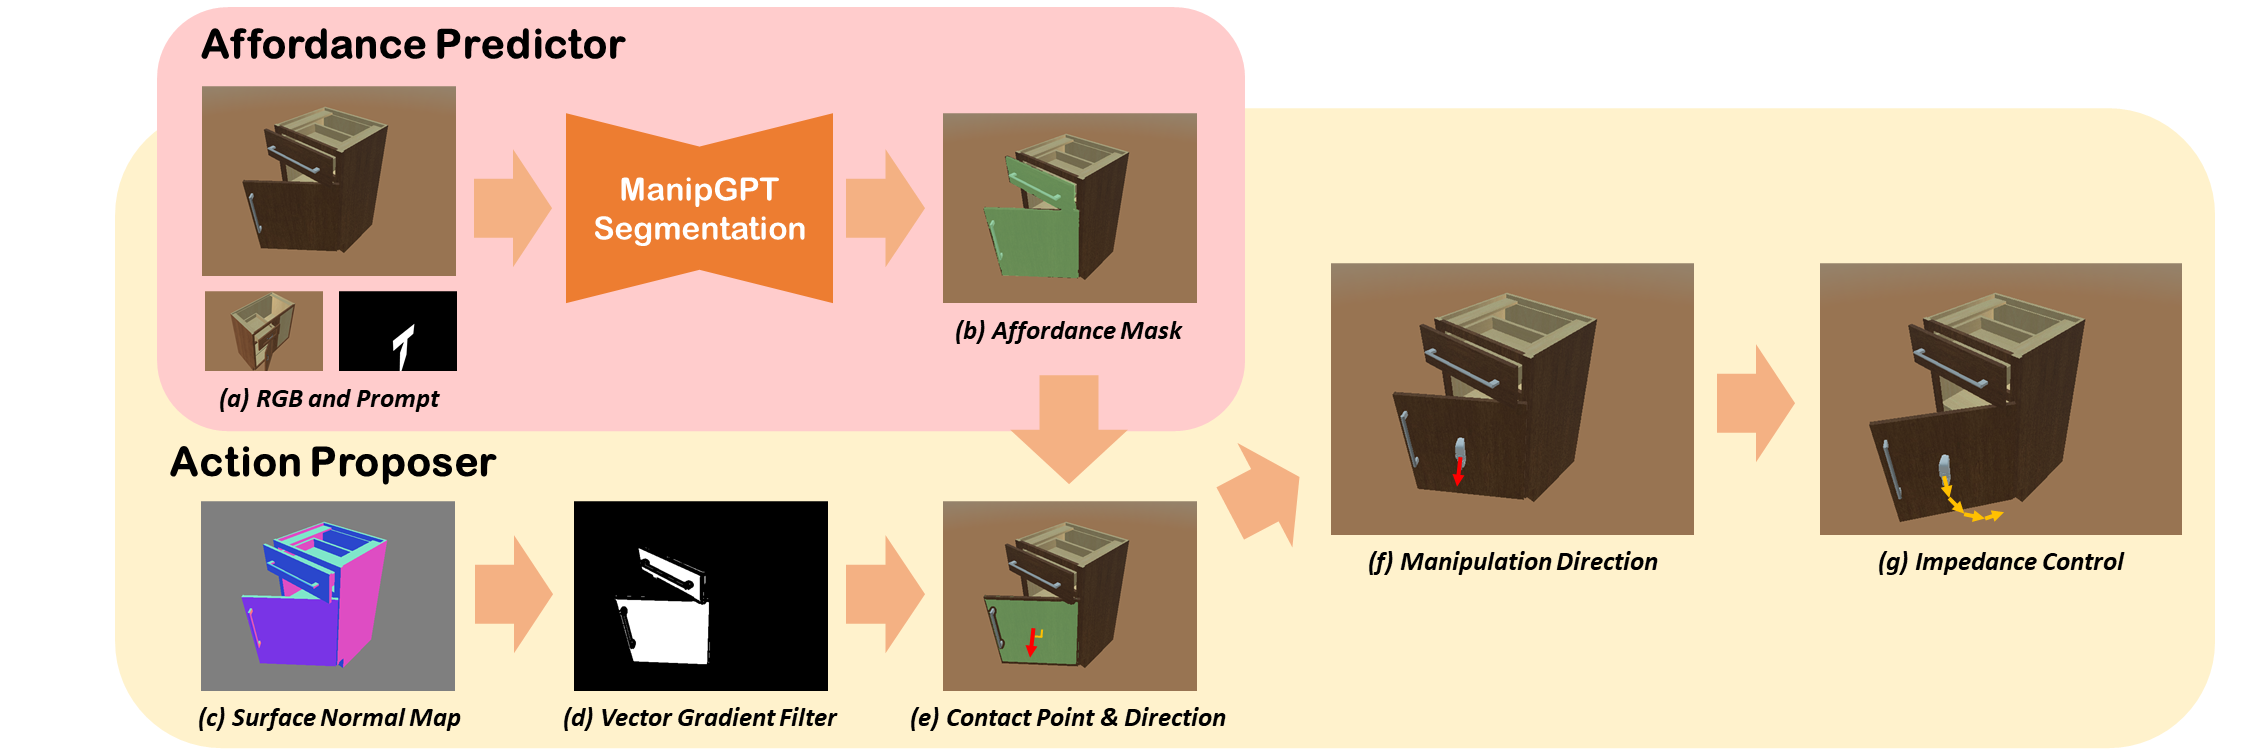 Affordance Predictor
ManipGPT
Segmentation
(b) Affordance Mask
(a) RGB and Prompt
Action Proposer
(f) Manipulation Direction
(g) Impedance Control
(c) Surface Normal Map
(d) Vector Gradient Filter
(e) Contact Point & Direction